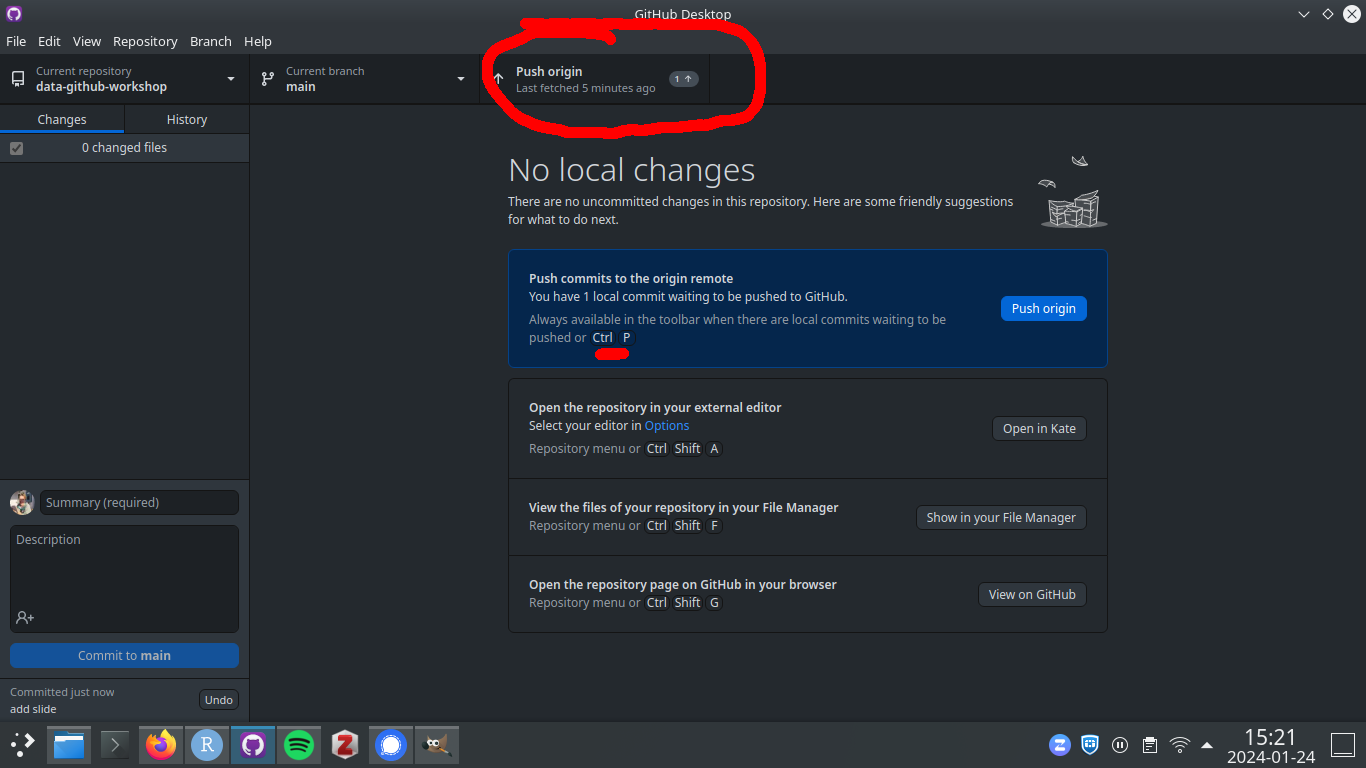 GitHub Desktop
File Edit View Repository Branch Help
Current repository
data-github-workshop
Current branch
main
Push origin
Last fetched 5 minutes ago
1
Changes History
0 changed files
No local changes
There are no uncommitted changes in this repository. Here are some friendly suggestions
for what to do next.
Push commits to the origin remote
You have 1 local commit waiting to be pushed to GitHub.
Always available in the toolbar when there are local commits waiting to be
pushed or Ctrl P
Push origin
Open the repository in your external editor
Select your editor in Options
Repository menu or Ctrl Shift A
Open in Kate
View the files of your repository in your File Manager
Repository menu or Ctrl Shift F
Show in your File Manager
Open the repository page on GitHub in your browser
Repository menu or Ctrl Shift G
View on GitHub
Summary (required)
Description
Commit to main
Committed just now
add slide
Undo
R
Z
Z
15:21
2024-01-24